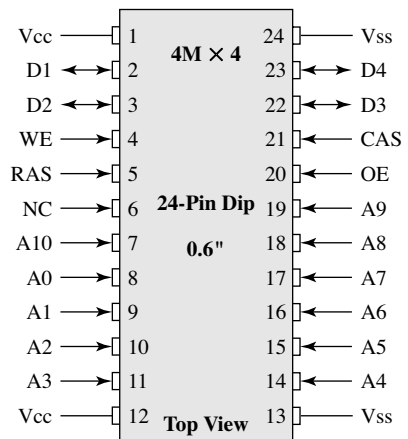 Vcc 1 4M × 4 24 Vss
D1 2 23 D4
D2 3 22 D3
WE 4 21 CAS
RAS 5 20 OE
NC 6 24-Pin Dip 19 A9
A10 7 0.6" 18 A8
A0 8 17 A7
A1 9 16 A6
A2 10 15 A5
A3 11 14 A4
Vcc 12 Top View 13 Vss